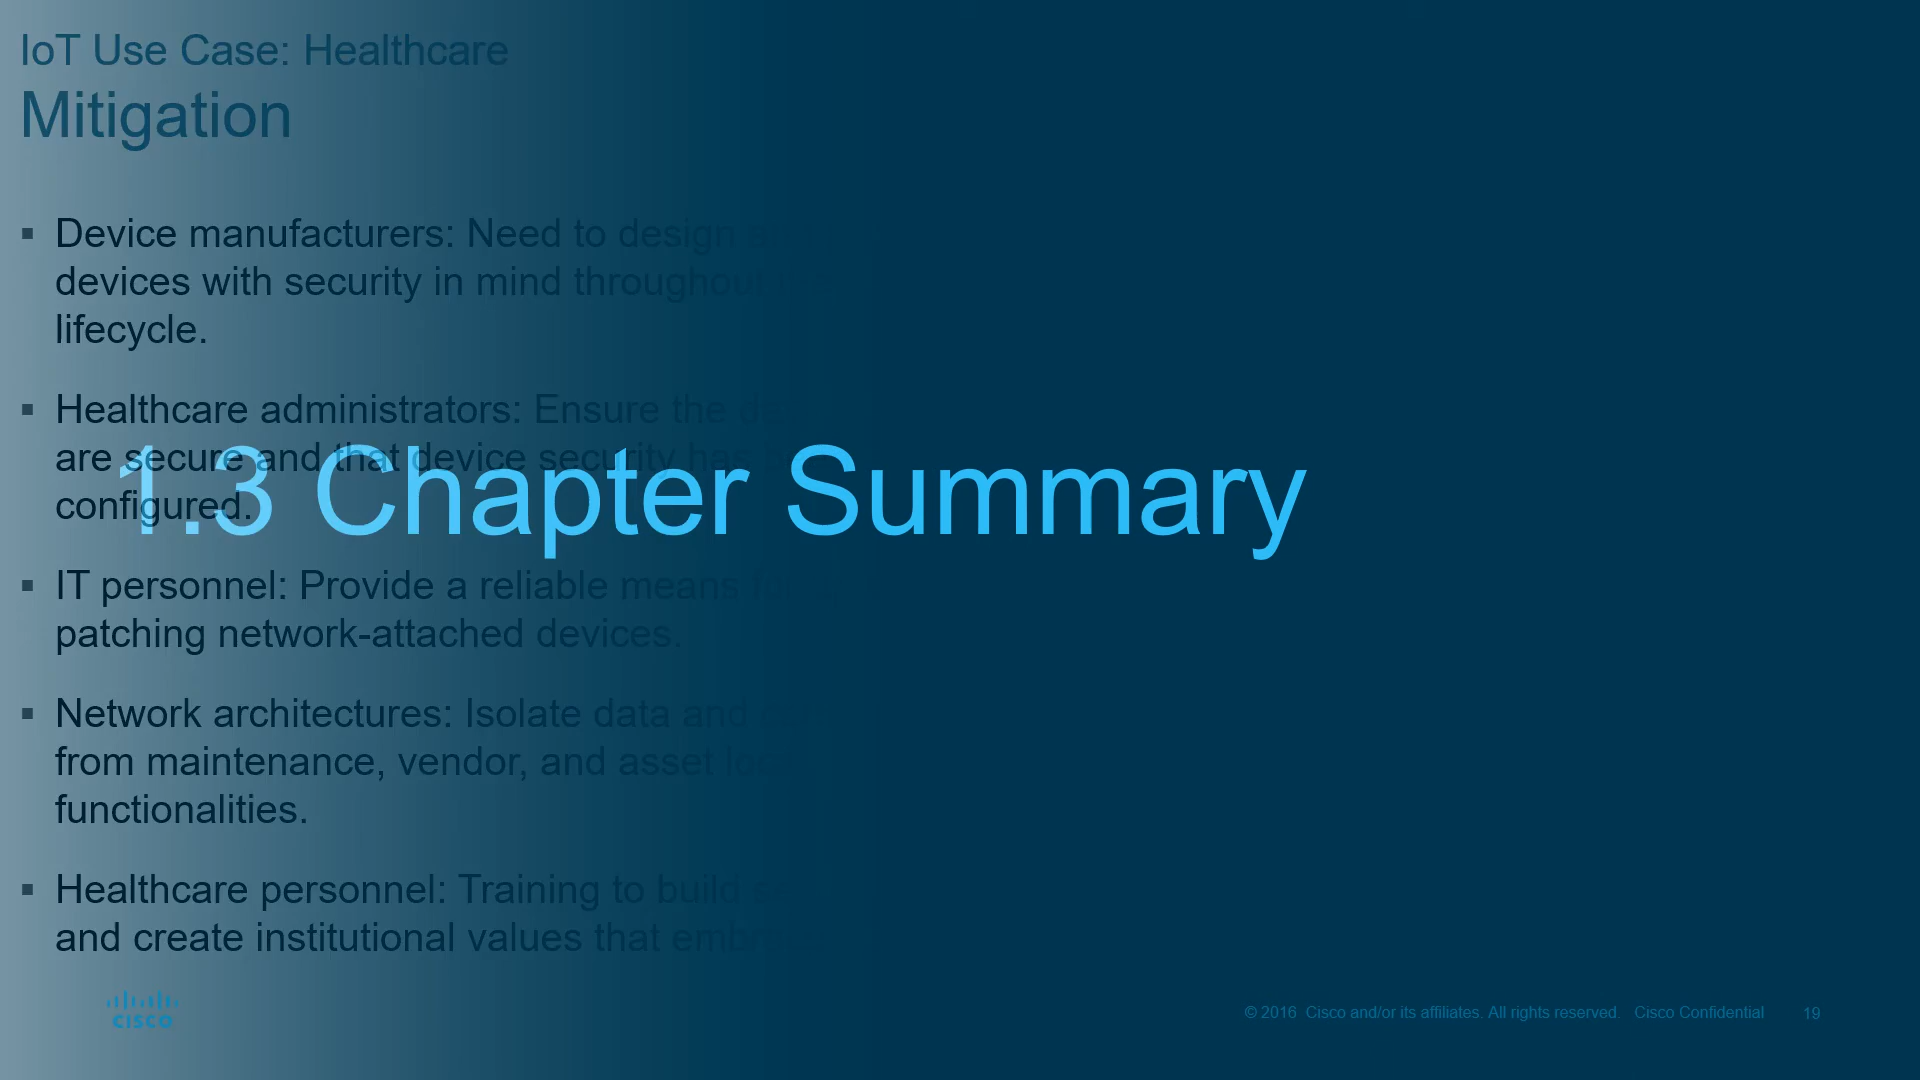 IoT Use Case: Healthcare
Mitigation
▪ Device manufacturers: Need to design
devices with security in mind throughout the
lifecycle.
▪ Healthcare administrators: Ensure the
are secure and that device security has
configured.
1.3 Chapter Summary
▪ IT personnel: Provide a reliable means
patching network-attached devices.
▪ Network architectures: Isolate data and
from maintenance, vendor, and asset
functionalities.
▪ Healthcare personnel: Training to build
and create institutional values that
CISCO
© 2016 Cisco and/or its affiliates. All rights reserved. Cisco Confidential 19